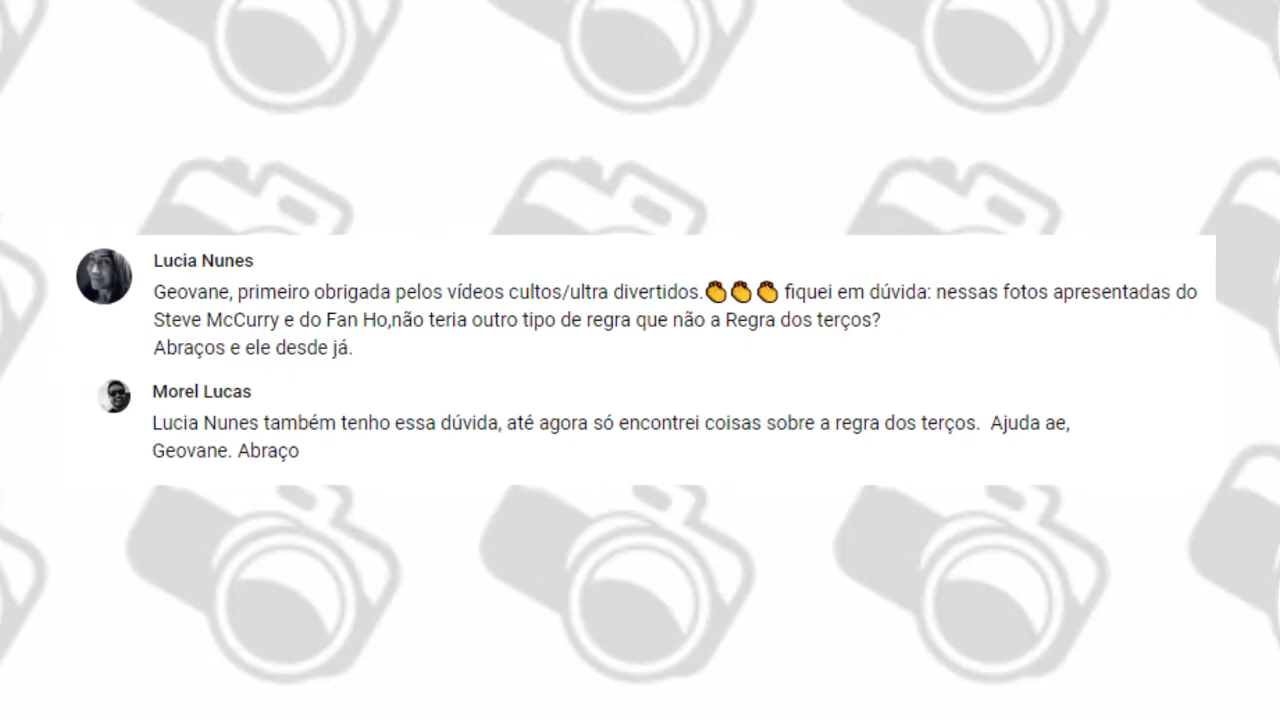 Lucia Nunes
Geovane, primeiro obrigada pelos vídeos cultos/ultra divertidos.👏👏👏 fiquei em dúvida: nessas fotos apresentadas do
Steve McCurry e do Fan Ho,não teria outro tipo de regra que não a Regra dos terços?
Abraços e ele desde já.
Morel Lucas
Lucia Nunes também tenho essa dúvida, até agora só encontrei coisas sobre a regra dos terços.  Ajuda ae,
Geovane. Abraço